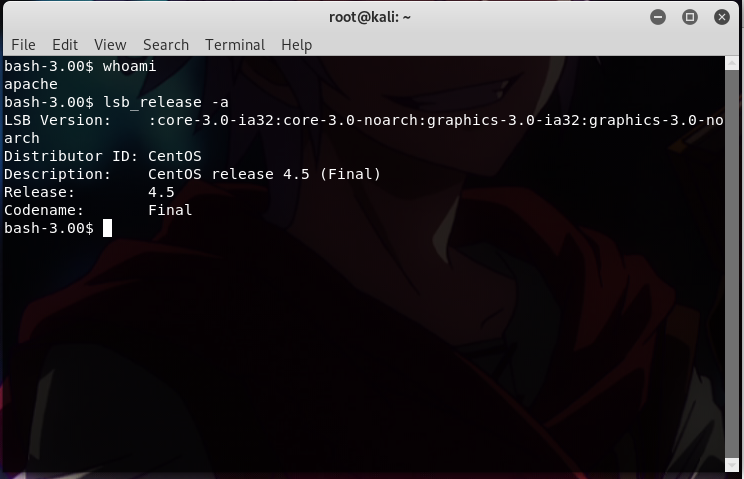 root@kali: ~
File Edit View Search Terminal Help
bash-3.00$ whoami
apache
bash-3.00$ lsb_release -a
LSB Version:    :core-3.0-ia32:core-3.0-noarch:graphics-3.0-ia32:graphics-3.0-no
arch
Distributor ID: CentOS
Description:    CentOS release 4.5 (Final)
Release:        4.5
Codename:       Final
bash-3.00$